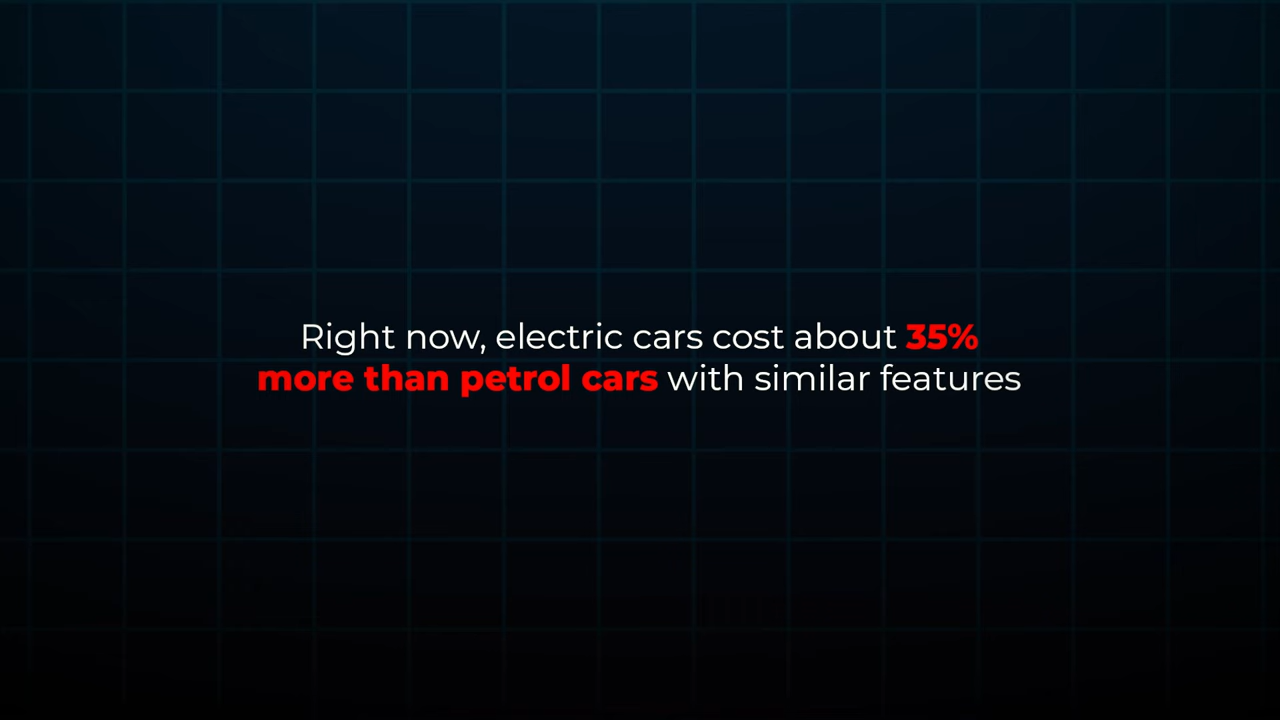 Right now, electric cars cost about 35%
more than petrol cars with similar features